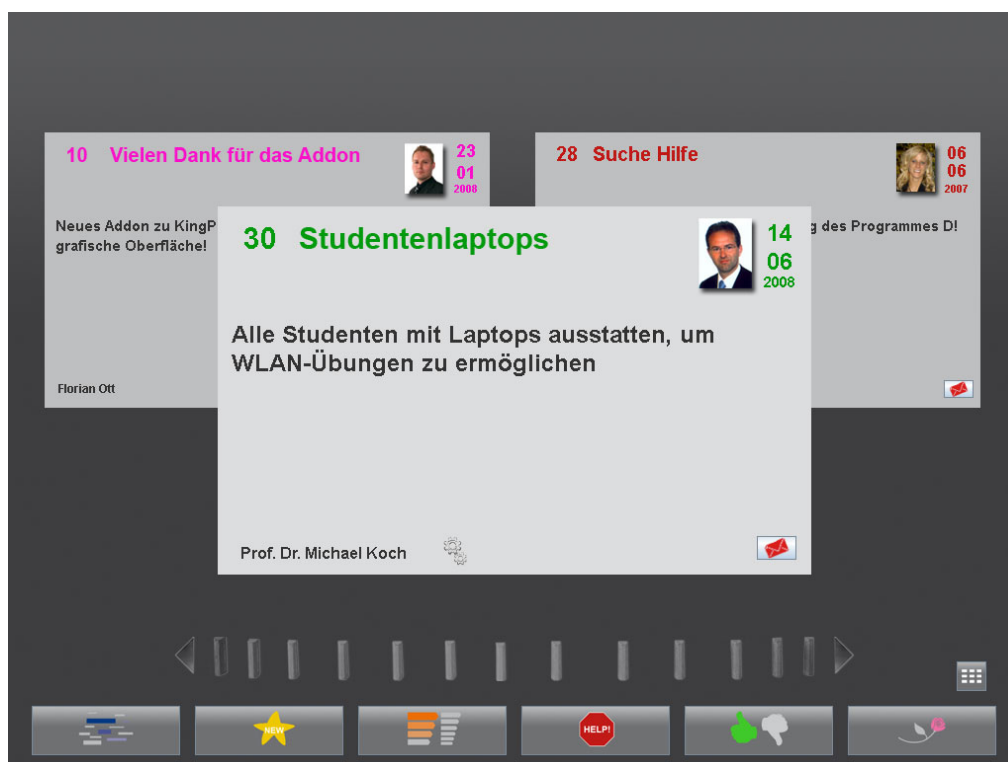 10 Vielen Dank für das Addon
23
01
2008
Neues Addon zu KingP
grafische Oberfläche!
Florian Ott
28 Suche Hilfe
06
06
2007
des Programmes D!
30 Studentenlaptops
14
06
2008
Alle Studenten mit Laptops ausstatten, um
WLAN-Übungen zu ermöglichen
Prof. Dr. Michael Koch
NEW
HELP!